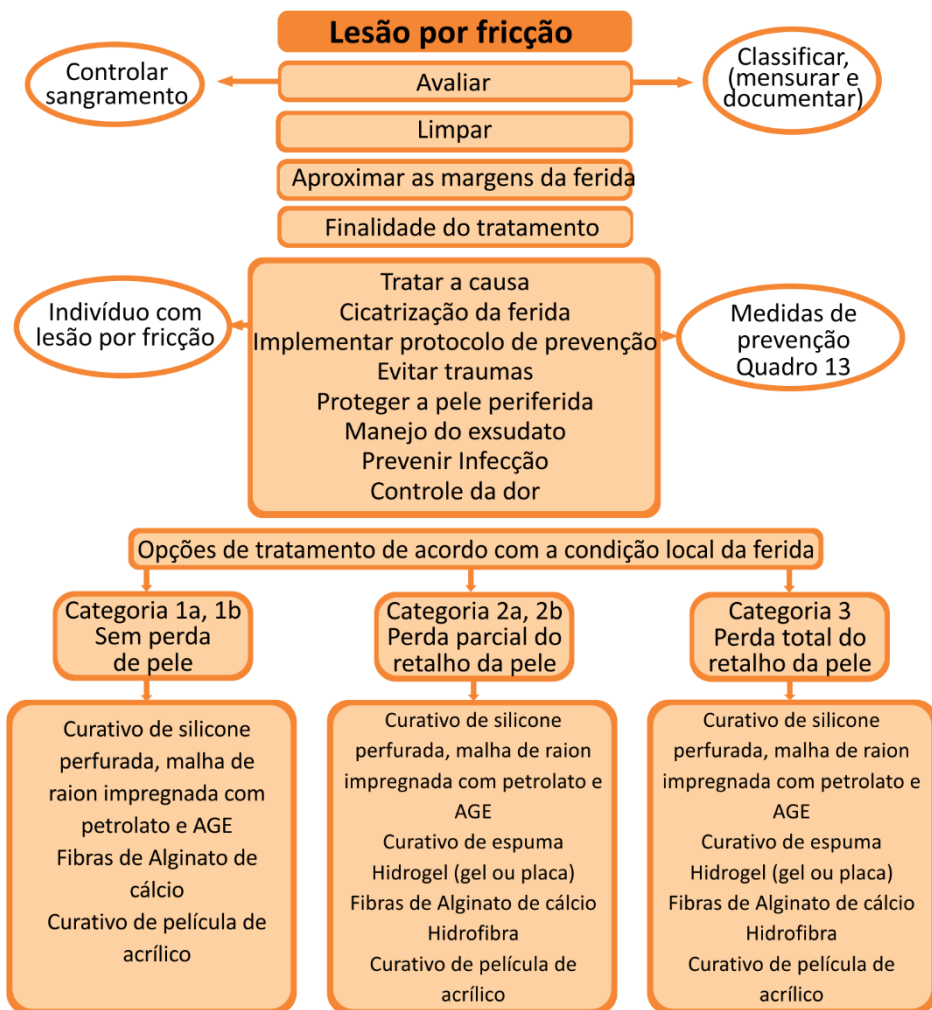 Lesão por fricção
Controlar
sangramento
Avaliar
Classificar,
(mensurar e
documentar)
Limpar
Aproximar as margens da ferida
Finalidade do tratamento
Indivíduo com
lesão por fricção
Tratar a causa
Cicatrização da ferida
Implementar protocolo de prevenção
Evitar traumas
Proteger a pele periferida
Manejo do exsudato
Prevenir Infecção
Controle da dor
Medidas de
prevenção
Quadro 13
Opções de tratamento de acordo com a condição local da ferida
Categoria 1a, 1b
Sem perda
de pele
Categoria 2a, 2b
Perda parcial do
retalho da pele
Categoria 3
Perda total do
retalho da pele
Curativo de silicone
perfurada, malha de
raion impregnada com
petrolato e AGE
Fibras de Alginato de
cálcio
Curativo de película de
acrílico
Curativo de silicone
perfurada, malha de raion
impregnada com petrolato e
AGE
Curativo de espuma
Hidrogel (gel ou placa)
Fibras de Alginato de cálcio
Hidrofibra
Curativo de película de
acrílico
Curativo de silicone
perfurada, malha de raion
impregnada com petrolato e
AGE
Curativo de espuma
Hidrogel (gel ou placa)
Fibras de Alginato de cálcio
Hidrofibra
Curativo de película de
acrílico